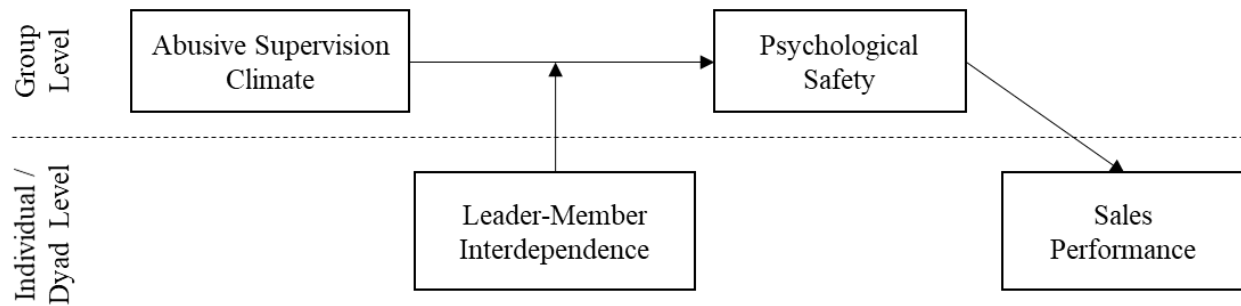 Group
Level
Abusive Supervision
Climate
Psychological
Safety
Individual /
Dyad Level
Leader-Member
Interdependence
Sales
Performance